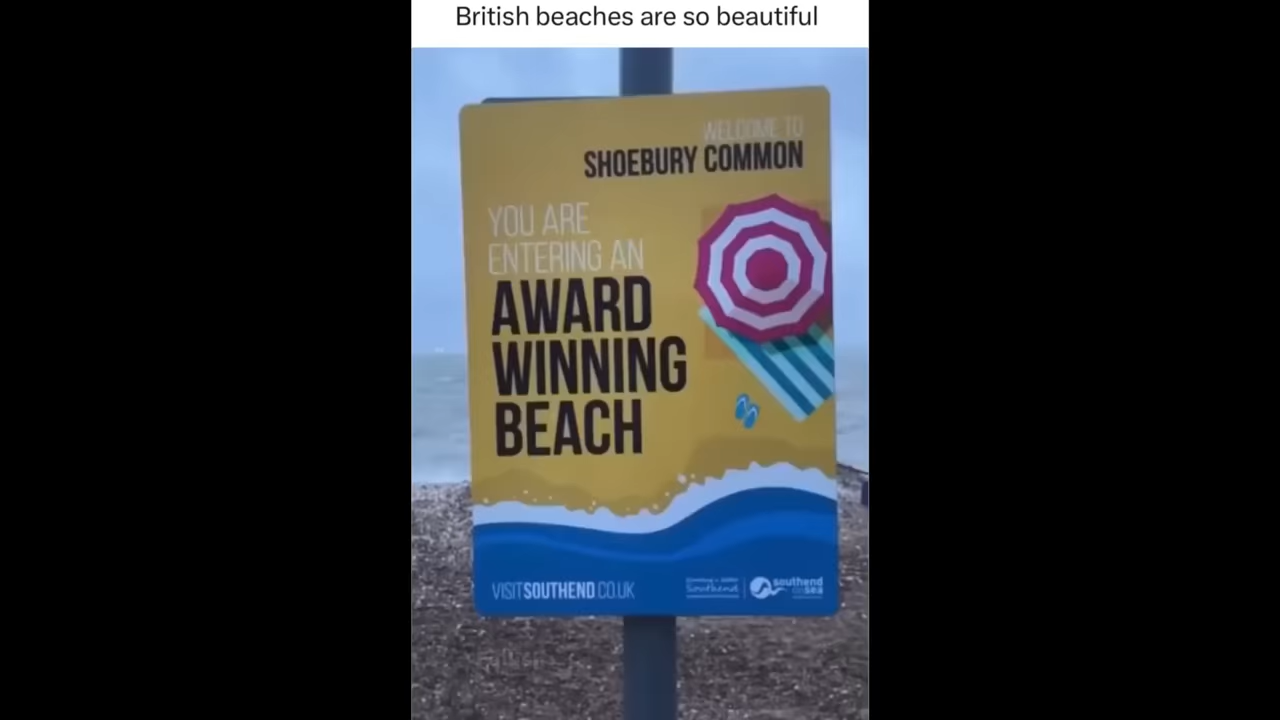 British beaches are so beautiful
WELCOME TO
SHOEBURY COMMON
YOU ARE
ENTERING AN
AWARD
WINNING
BEACH
VISITSOUTHEND.CO.UK
Southend
southend
on sea